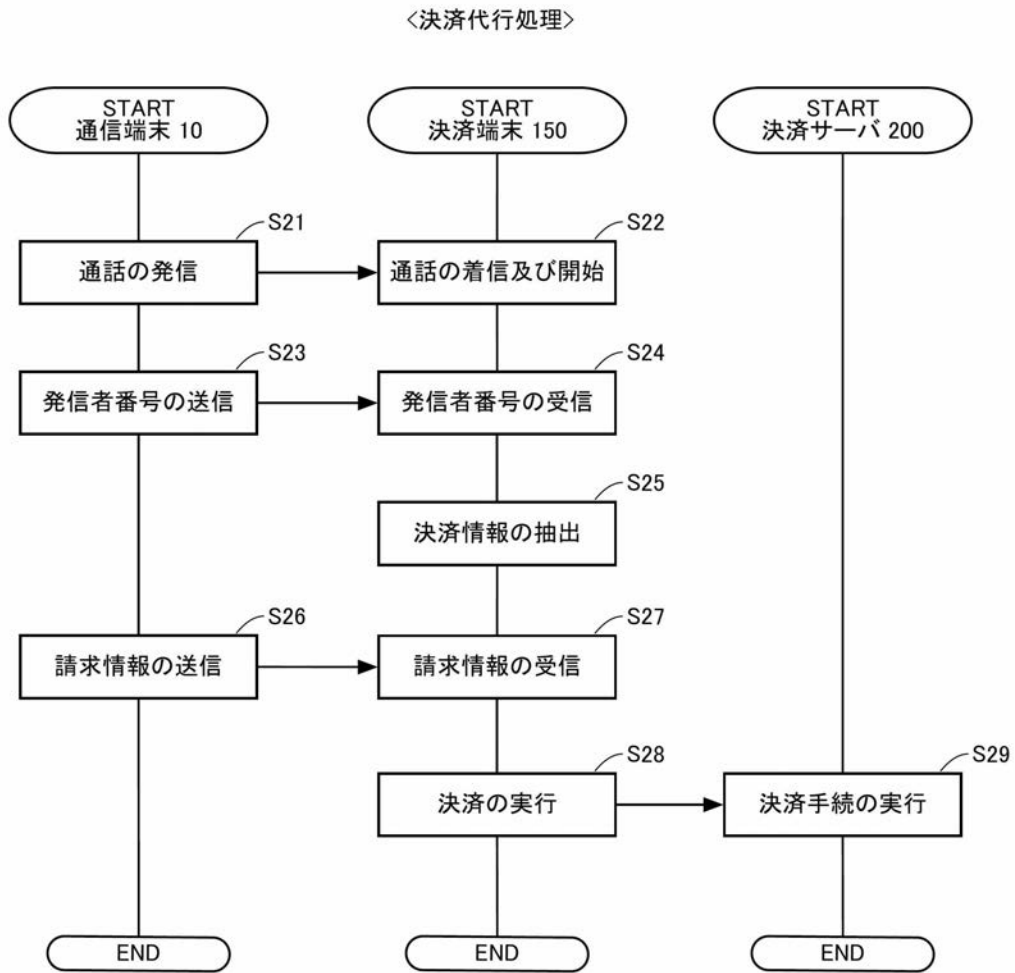 <決済代行処理>
START
通信端末 10
START
決済端末 150
START
決済サーバ 200
S21
通話の発信
S22
通話の着信及び開始
S23
発信者番号の送信
S24
発信者番号の受信
S25
決済情報の抽出
S26
請求情報の送信
S27
請求情報の受信
S28
決済の実行
S29
決済手続の実行
END
END
END